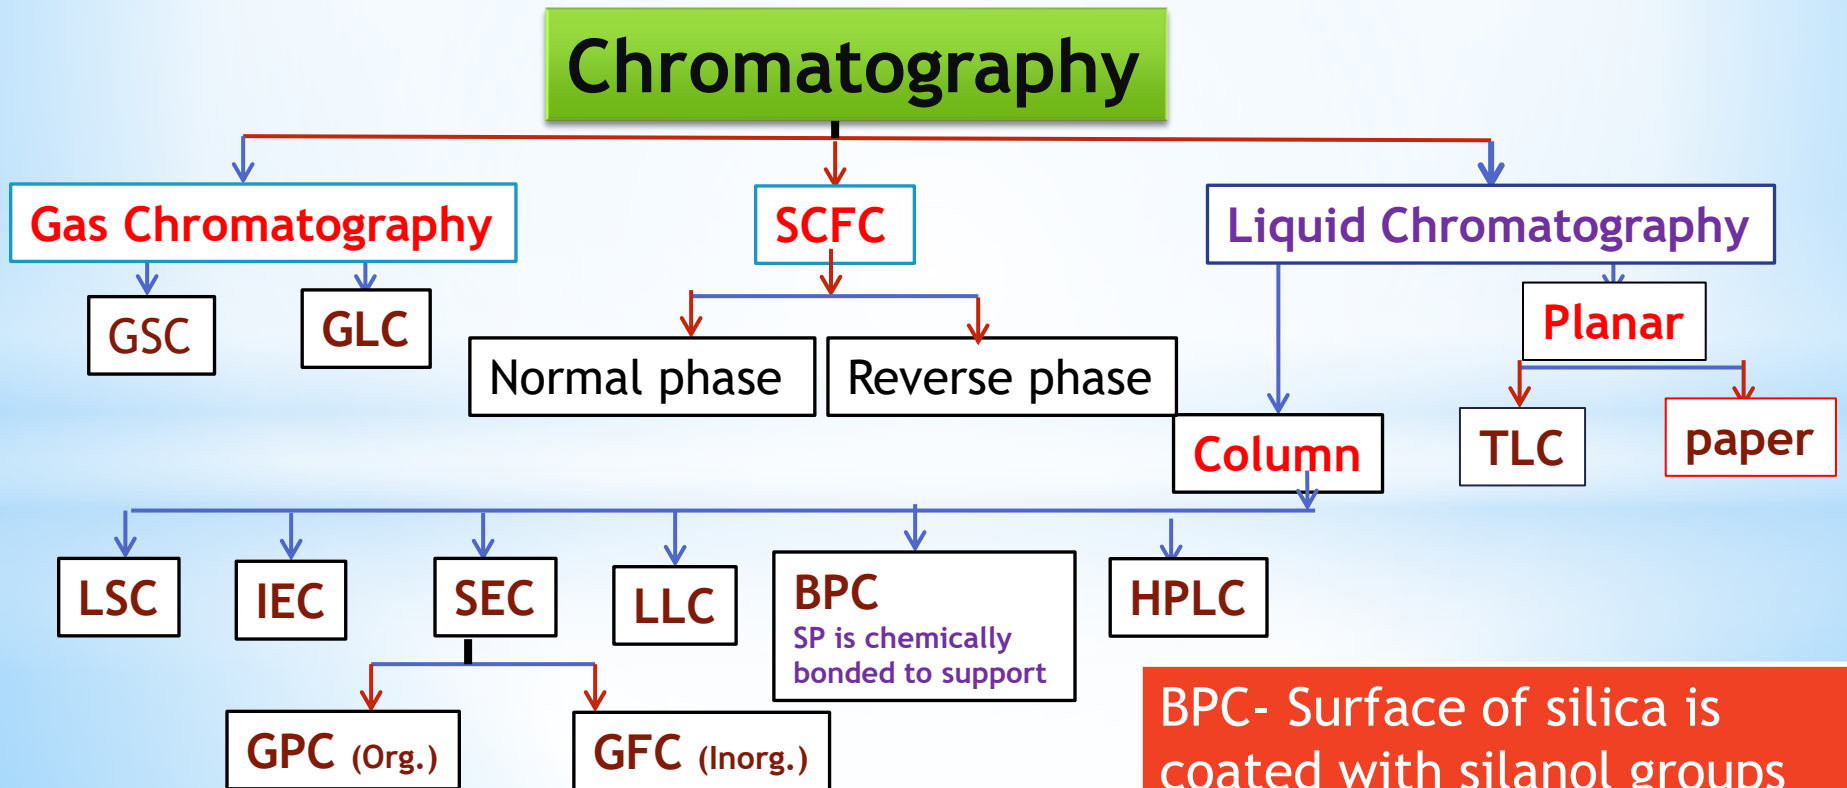 Chromatography
Gas Chromatography
SCFC
Liquid Chromatography
GSC
GLC
Planar
Normal phase
Reverse phase
Column
TLC
paper
LSC
IEC
SEC
LLC
BPC
SP is chemically
bonded to support
HPLC
GPC (Org.)
GFC (Inorg.)
BPC- Surface of silica is
coated with silanol groups